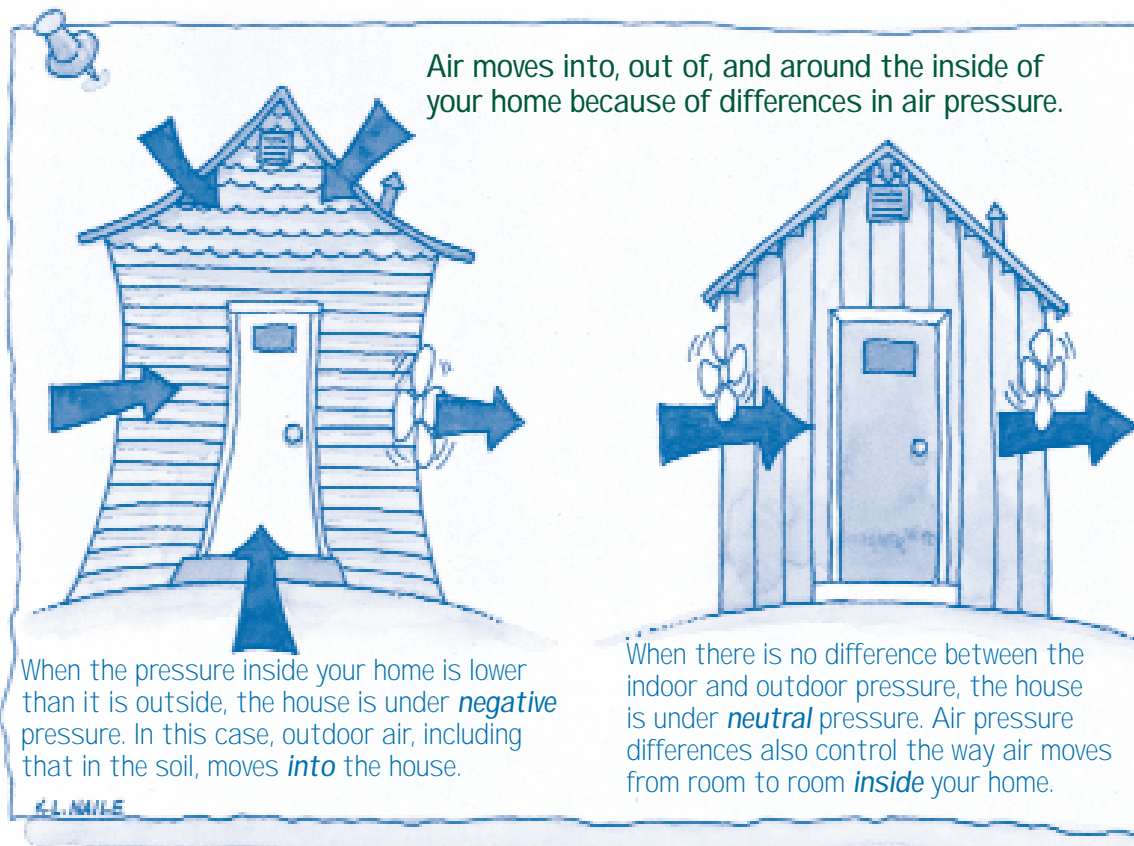 Air moves into, out of, and around the inside of
your home because of differences in air pressure.
When the pressure inside your home is lower
than it is outside, the house is under negative
pressure. In this case, outdoor air, including
that in the soil, moves into the house.
When there is no difference between the
indoor and outdoor pressure, the house
is under neutral pressure. Air pressure
differences also control the way air moves
from room to room inside your home.
K.L. NAILE